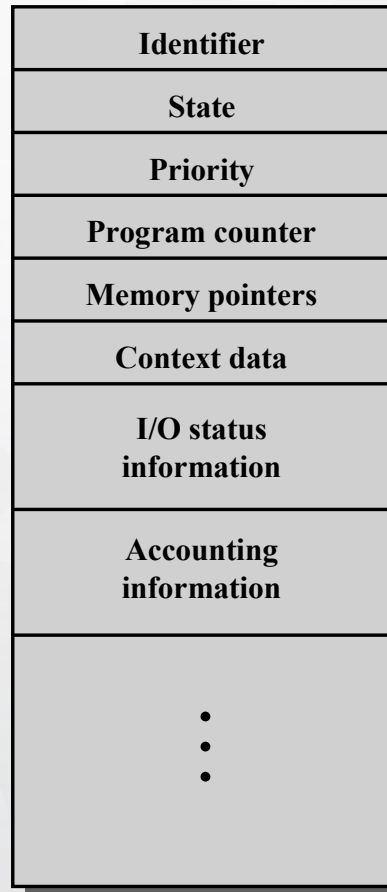 Identifier
State
Priority
Program counter
Memory pointers
Context data
I/O status
information
Accounting
information